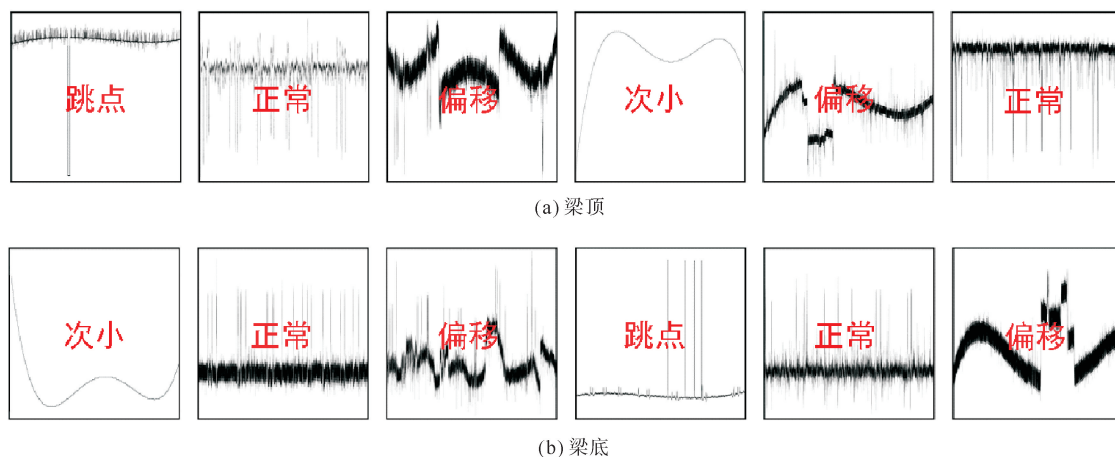 跳点 正常 偏移 次小 偏移 正常
(a) 梁顶
次小 正常 偏移 跳点 正常 偏移
(b) 梁底